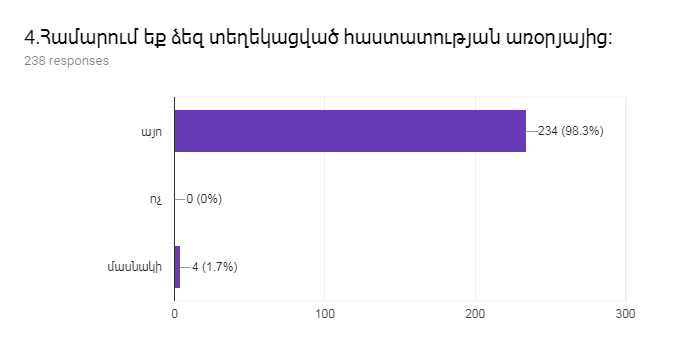 4.Համարում եք ձեզ տեղեկացված հաստատության առօրյայից:
238 responses
այո
234 (98.3%)
ոչ
0 (0%)
մասնակի
4 (1.7%)
0
100
200
300